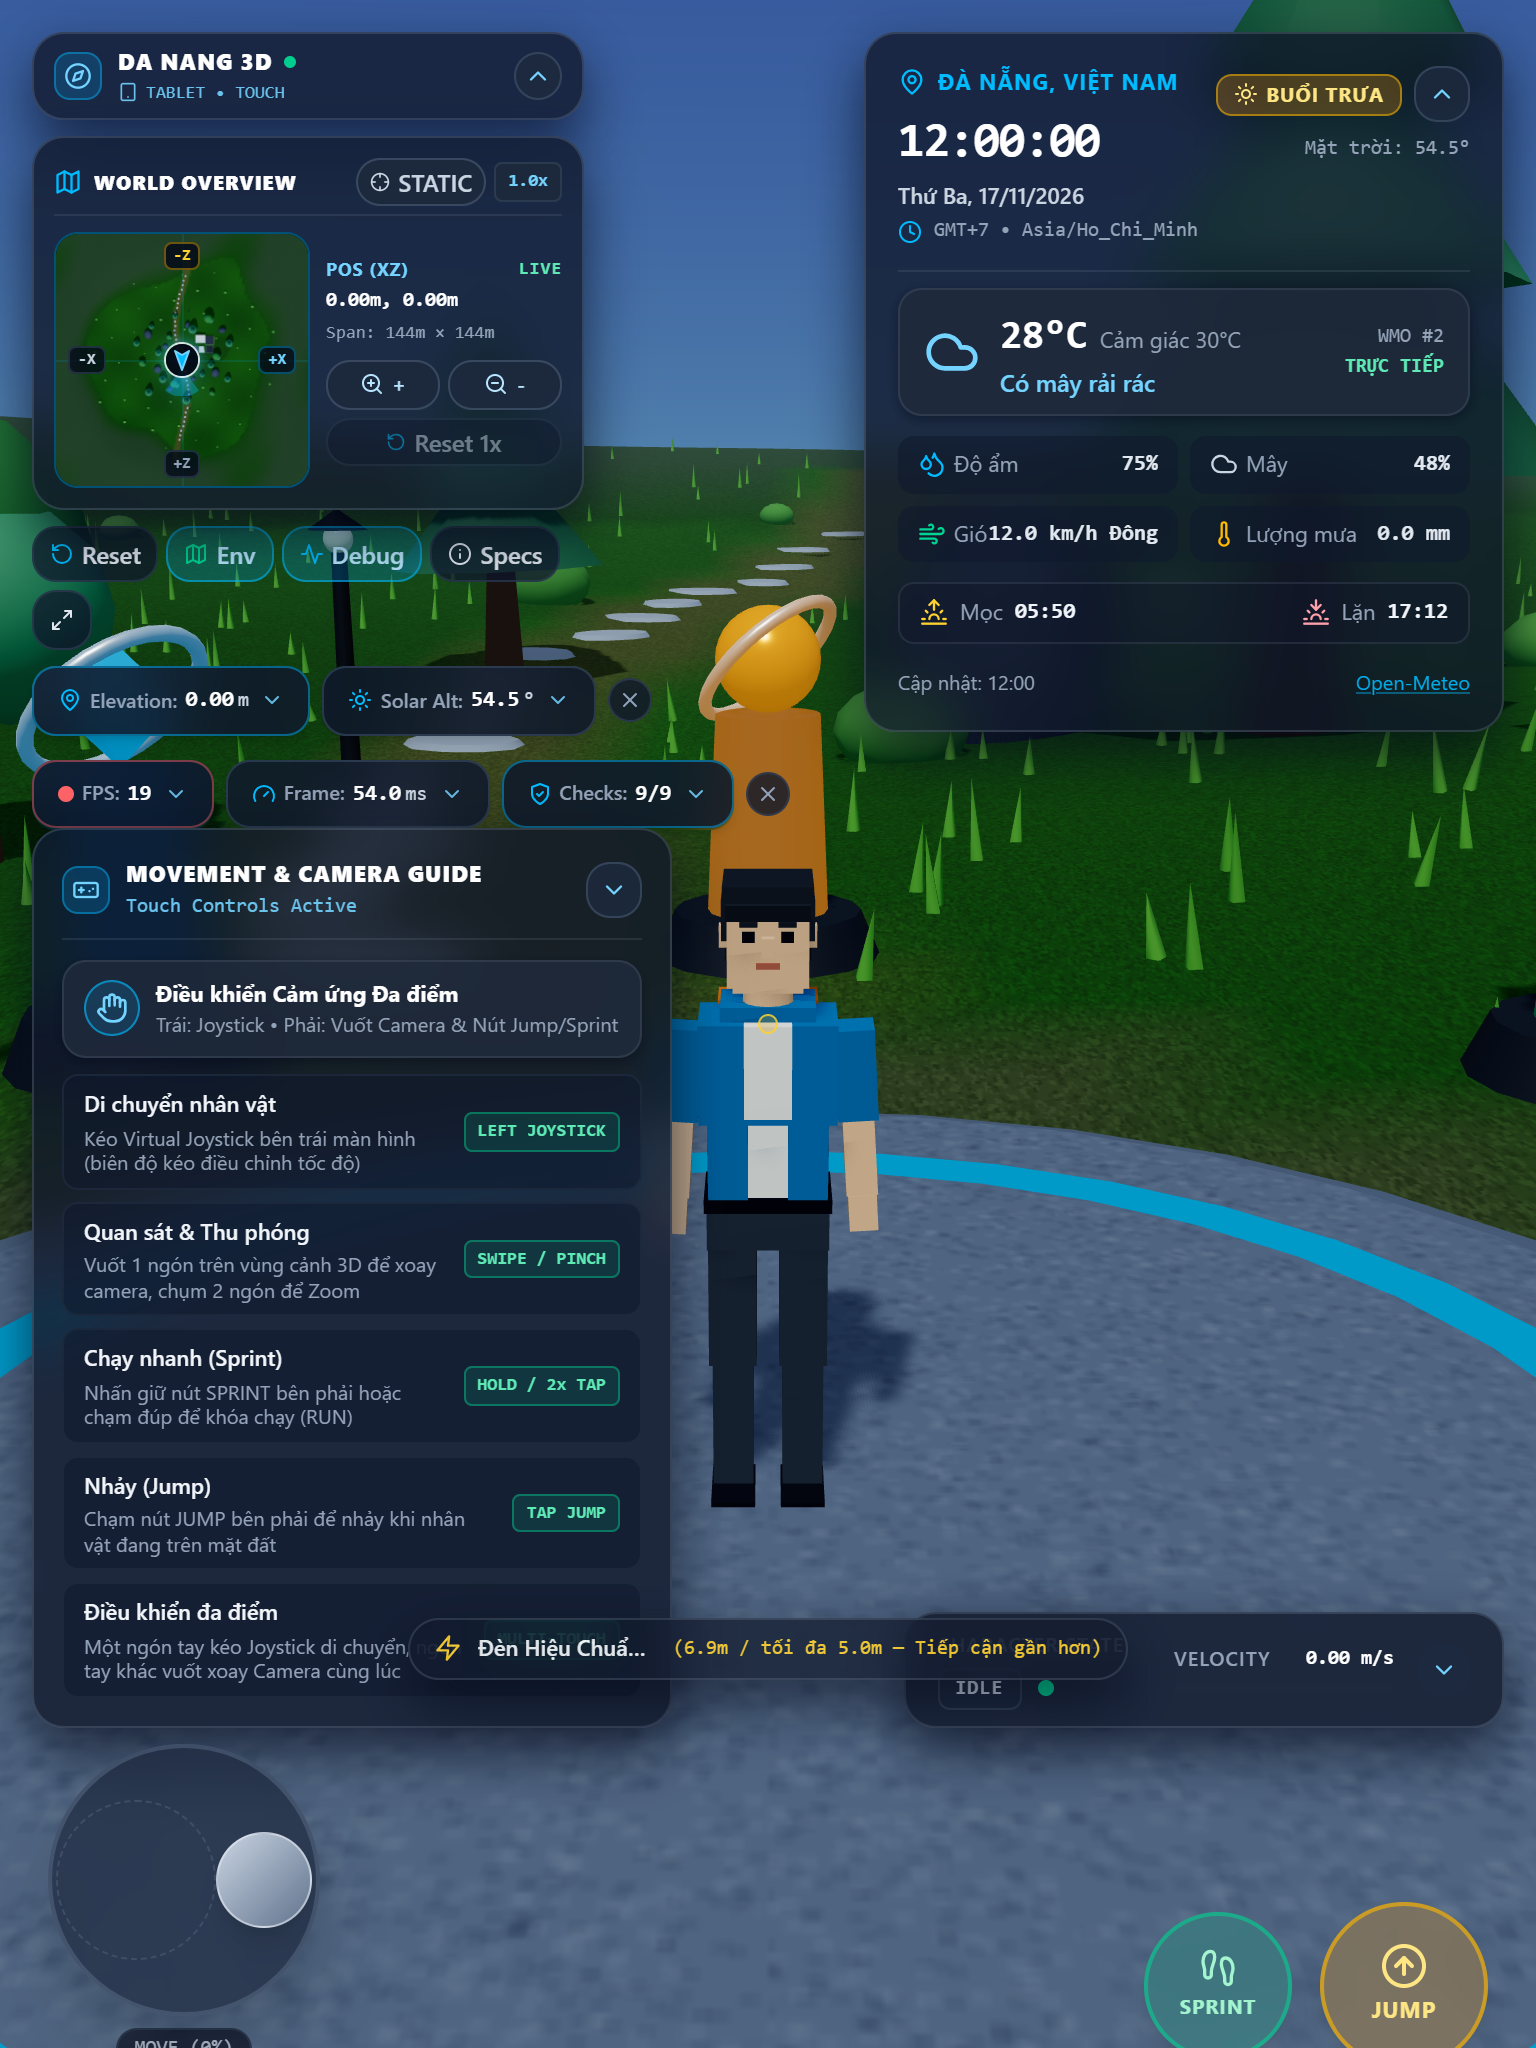 DA NANG 3D
TABLET • TOUCH
WORLD OVERVIEW
STATIC
1.0x
-Z
-X
+X
+Z
POS (XZ)
LIVE
0.00m, 0.00m
Span: 144m × 144m
+
-
Reset 1x
Reset
Env
Debug
Specs
Elevation: 0.00 m
Solar Alt: 54.5 °
FPS: 19
Frame: 54.0 ms
Checks: 9/9
ĐÀ NẴNG, VIỆT NAM
BUỔI TRƯA
12:00:00
Mặt trời: 54.5°
Thứ Ba, 17/11/2026
GMT+7 • Asia/Ho_Chi_Minh
28°C Cảm giác 30°C
Có mây rải rác
WMO #2
TRỰC TIẾP
Độ ẩm 75%
Mây 48%
Gió 12.0 km/h Đông
Lượng mưa 0.0 mm
Mọc 05:50
Lặn 17:12
Cập nhật: 12:00
Open-Meteo
MOVEMENT & CAMERA GUIDE
Touch Controls Active
Điều khiển Cảm ứng Đa điểm
Trái: Joystick • Phải: Vuốt Camera & Nút Jump/Sprint
Di chuyển nhân vật
Kéo Virtual Joystick bên trái màn hình
(biên độ kéo điều chỉnh tốc độ)
LEFT JOYSTICK
Quan sát & Thu phóng
Vuốt 1 ngón trên vùng cảnh 3D để xoay
camera, chụm 2 ngón để Zoom
SWIPE / PINCH
Chạy nhanh (Sprint)
Nhấn giữ nút SPRINT bên phải hoặc
chạm đúp để khóa chạy (RUN)
HOLD / 2x TAP
Nhảy (Jump)
Chạm nút JUMP bên phải để nhảy khi nhân
vật đang trên mặt đất
TAP JUMP
Điều khiển đa điểm
Một ngón tay kéo Joystick di chuyển,
tay khác vuốt xoay Camera cùng lúc
Đèn Hiệu Chuẩ...
(6.9m / tối đa 5.0m — Tiếp cận gần hơn)
IDLE
VELOCITY
0.00 m/s
SPRINT
JUMP
MOVE (0%)